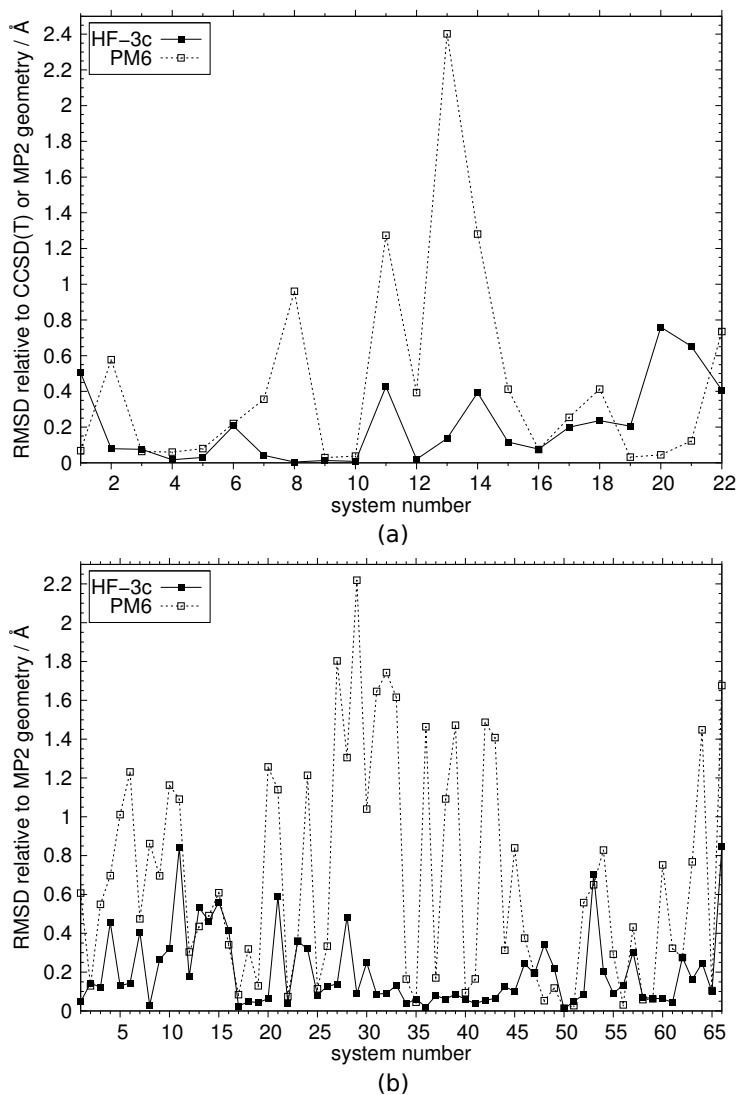 RMSD relative to CCSD(T) or MP2 geometry / Å
HF−3c
PM6
2.4
2.2
2
1.8
1.6
1.4
1.2
1
0.8
0.6
0.4
0.2
0
2 4 6 8 10 12 14 16 18 20 22
system number
(a)
RMSD relative to MP2 geometry / Å
HF−3c
PM6
2.2
2
1.8
1.6
1.4
1.2
1
0.8
0.6
0.4
0.2
0
5 10 15 20 25 30 35 40 45 50 55 60 65
system number
(b)